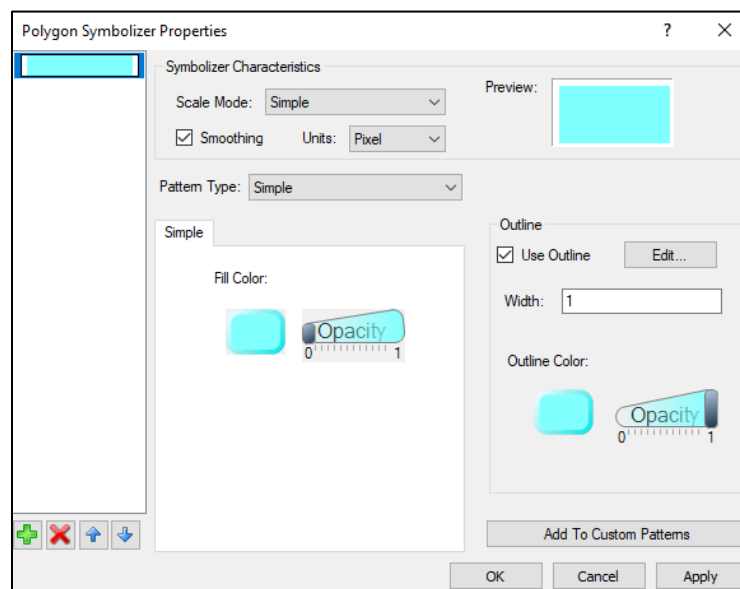 Polygon Symbolizer Properties ? X
Symbolizer Characteristics
Scale Mode: Simple
Preview:
Smoothing Units: Pixel
Pattern Type: Simple
Simple
Fill Color:
Opacity
0 1
Outline
Use Outline Edit...
Width: 1
Outline Color:
Opacity
0 1
Add To Custom Patterns
OK Cancel Apply